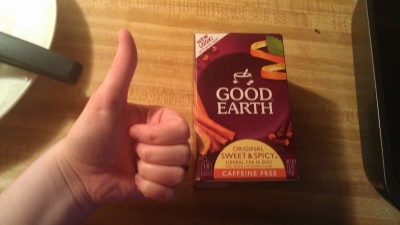 NEW
LOOK!
GOOD
EARTH
ORIGINAL
SWEET & SPICY
HERBAL TEA BLEND
CAFFEINE FREE